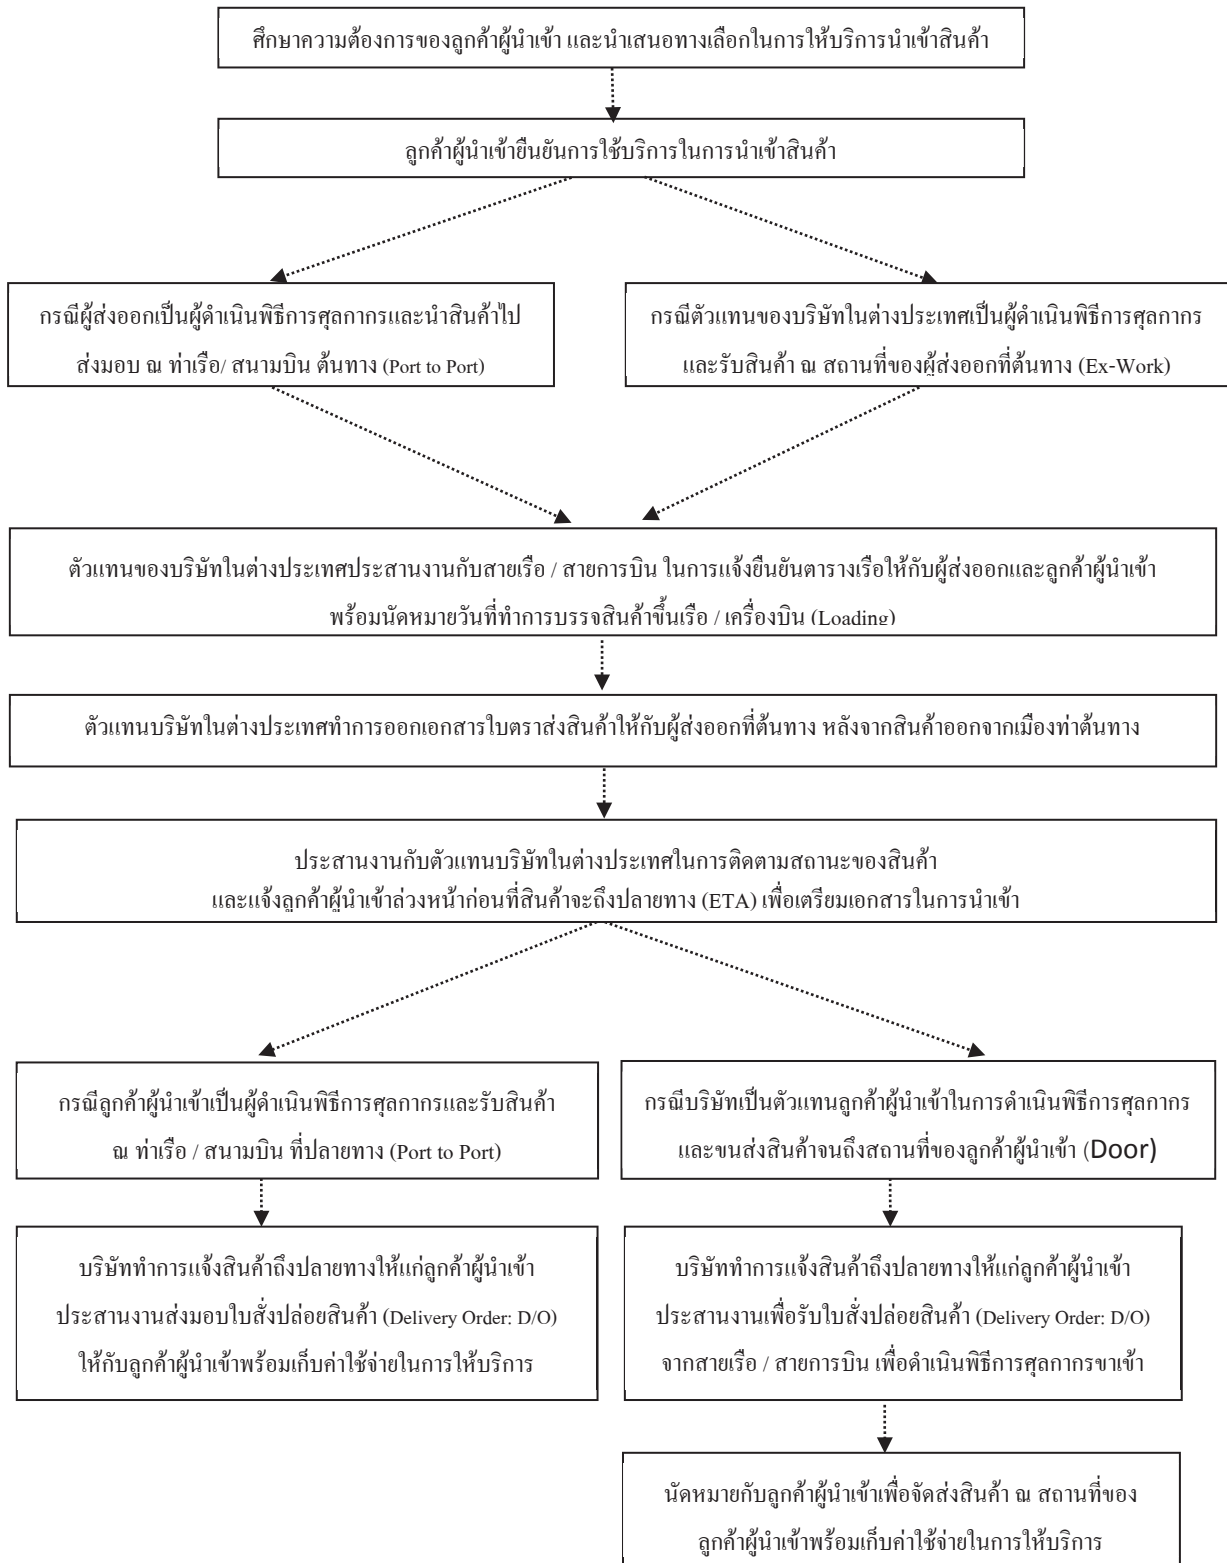 ศึกษาความต้องการของลูกค้าผู้นำเข้า และนำเสนอทางเลือกในการให้บริการนำเข้าสินค้า
ลูกค้าผู้นำเข้ายืนยันการใช้บริการในการนำเข้าสินค้า
กรณีผู้ส่งออกเป็นผู้ดำเนินพิธีการศุลกากรและนำสินค้าไป
ส่งมอบ ณ ท่าเรือ/ สนามบิน ต้นทาง (Port to Port)
กรณีตัวแทนของบริษัทในต่างประเทศเป็นผู้ดำเนินพิธีการศุลกากร
และรับสินค้า ณ สถานที่ของผู้ส่งออกที่ต้นทาง (Ex-Work)
ตัวแทนของบริษัทในต่างประเทศประสานงานกับสายเรือ / สายการบิน ในการแจ้งยืนยันตารางเรือให้กับผู้ส่งออกและลูกค้าผู้นำเข้า
พร้อมนัดหมายวันที่ทำการบรรจุสินค้าขึ้นเรือ / เครื่องบิน (Loading)
ตัวแทนบริษัทในต่างประเทศทำการออกเอกสารใบตราส่งสินค้าให้กับผู้ส่งออกที่ต้นทาง หลังจากสินค้าออกจากเมืองท่าต้นทาง
ประสานงานกับตัวแทนบริษัทในต่างประเทศในการติดตามสถานะของสินค้า
และแจ้งลูกค้าผู้นำเข้าล่วงหน้าก่อนที่สินค้าจะถึงปลายทาง (ETA) เพื่อเตรียมเอกสารในการนำเข้า
กรณีลูกค้าผู้นำเข้าเป็นผู้ดำเนินพิธีการศุลกากรและรับสินค้า
ณ ท่าเรือ / สนามบิน ที่ปลายทาง (Port to Port)
กรณีบริษัทเป็นตัวแทนลูกค้าผู้นำเข้าในการดำเนินพิธีการศุลกากร
และขนส่งสินค้าจนถึงสถานที่ของลูกค้าผู้นำเข้า (Door)
บริษัททำการแจ้งสินค้าถึงปลายทางให้แก่ลูกค้าผู้นำเข้า
ประสานงานส่งมอบใบสั่งปล่อยสินค้า (Delivery Order: D/O)
ให้กับลูกค้าผู้นำเข้าพร้อมเก็บค่าใช้จ่ายในการให้บริการ
บริษัททำการแจ้งสินค้าถึงปลายทางให้แก่ลูกค้าผู้นำเข้า
ประสานงานเพื่อรับใบสั่งปล่อยสินค้า (Delivery Order: D/O)
จากสายเรือ / สายการบิน เพื่อดำเนินพิธีการศุลกากรขาเข้า
นัดหมายกับลูกค้าผู้นำเข้าเพื่อจัดส่งสินค้า ณ สถานที่ของ
ลูกค้าผู้นำเข้าพร้อมเก็บค่าใช้จ่ายในการให้บริการ